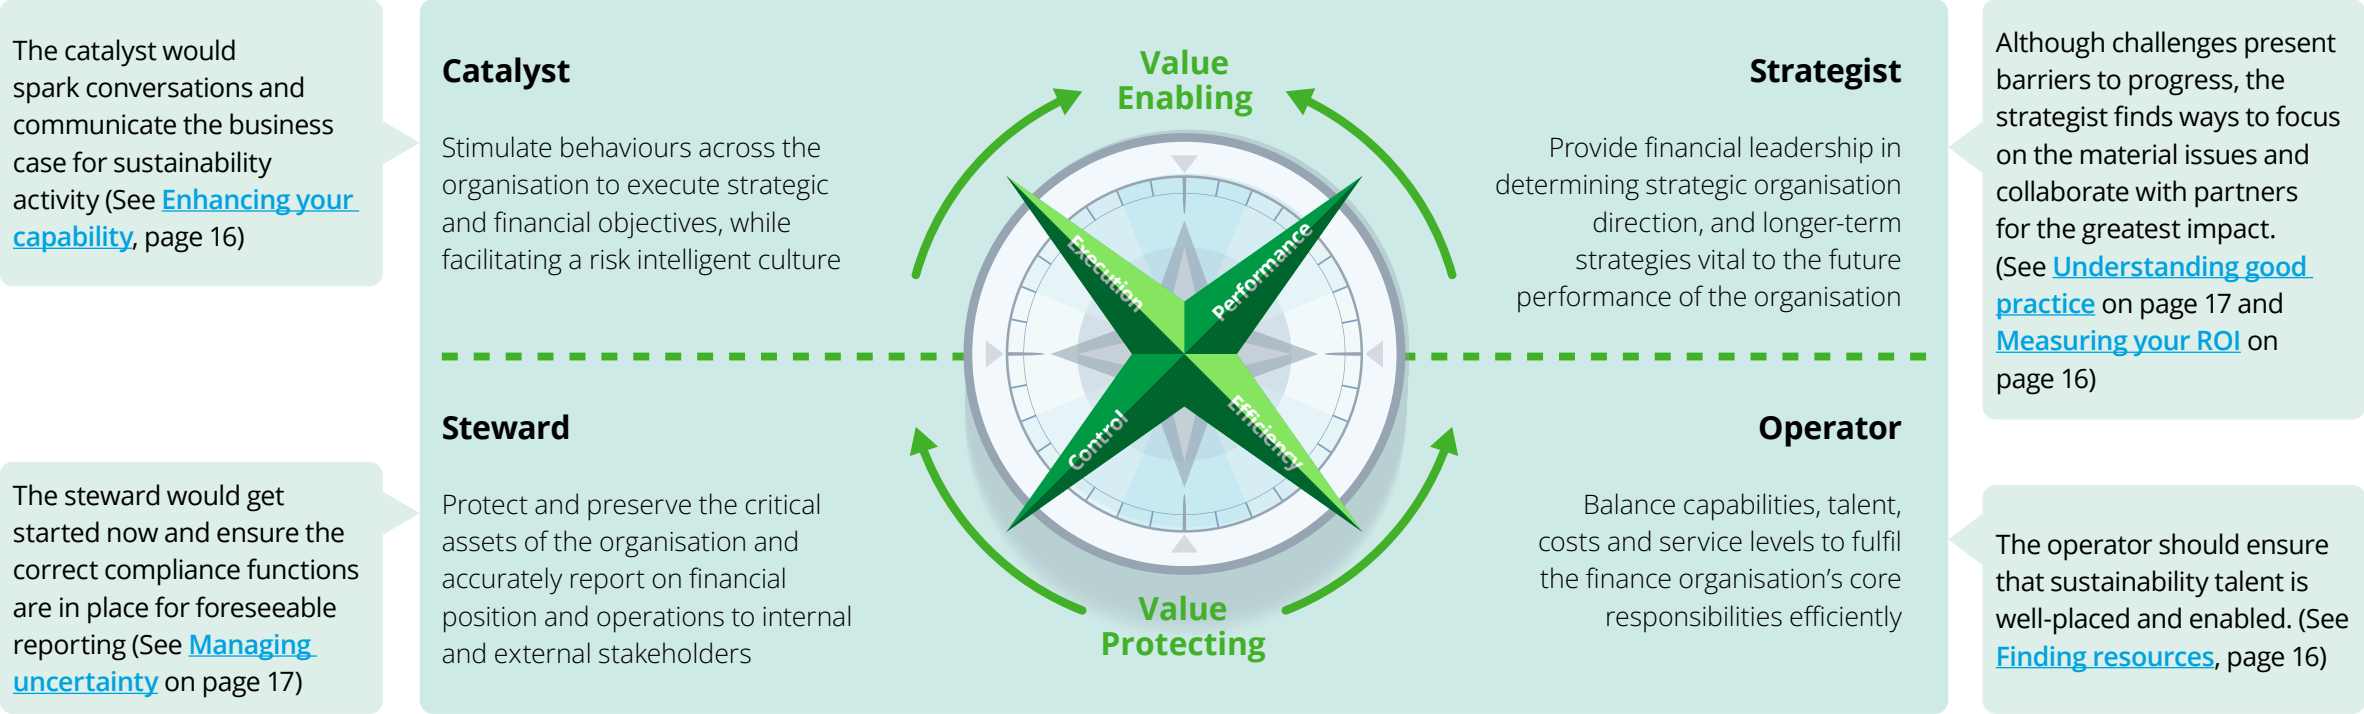 The catalyst would
spark conversations and
communicate the business
case for sustainability
activity (See Enhancing your
capability, page 16)
The steward would get
started now and ensure the
correct compliance functions
are in place for foreseeable
reporting (See Managing
uncertainty on page 17)
Catalyst
Stimulate behaviours across the
organisation to execute strategic
and financial objectives, while
facilitating a risk intelligent culture
Steward
Protect and preserve the critical
assets of the organisation and
accurately report on financial
position and operations to internal
and external stakeholders
Value
Enabling
Execution
Performance
Control
Efficiency
Value
Protecting
Strategist
Provide financial leadership in
determining strategic organisation
direction, and longer-term
strategies vital to the future
performance of the organisation
Operator
Balance capabilities, talent,
costs and service levels to fulfil
the finance organisation’s core
responsibilities efficiently
Although challenges present
barriers to progress, the
strategist finds ways to focus
on the material issues and
collaborate with partners
for the greatest impact.
(See Understanding good
practice on page 17 and
Measuring your ROI on
page 16)
The operator should ensure
that sustainability talent is
well-placed and enabled. (See
Finding resources, page 16)